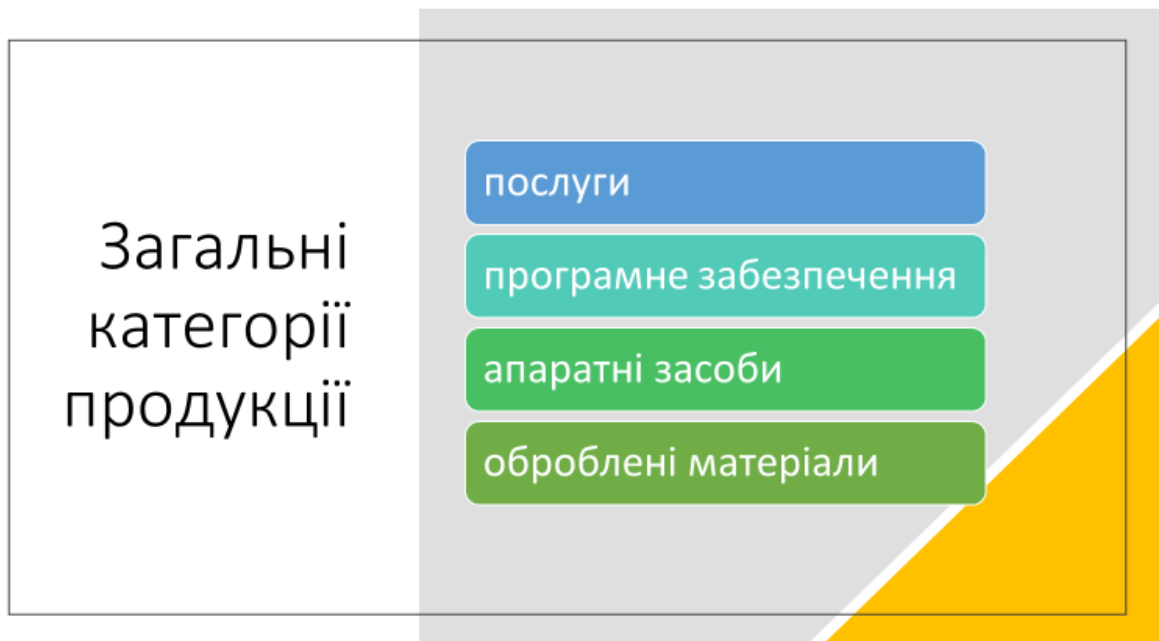 Загальні
категорії
продукції
послуги
програмне забезпечення
апаратні засоби
оброблені матеріали